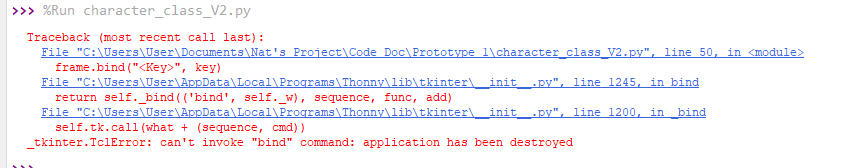 >>> %Run character_class_V2.py
Traceback (most recent call last):
File "C:\Users\User\Documents\Nat's Project\Code Doc\Prototype 1\character_class_V2.py", line 50, in <module>
frame.bind("<Key>", key)
File "C:\Users\User\AppData\Local\Programs\Thonny\lib\tkinter\__init__.py", line 1245, in bind
return self._bind(('bind', self._w), sequence, func, add)
File "C:\Users\User\AppData\Local\Programs\Thonny\lib\tkinter\__init__.py", line 1200, in _bind
self.tk.call(what + (sequence, cmd))
_tkinter.TclError: can't invoke "bind" command: application has been destroyed
>>>